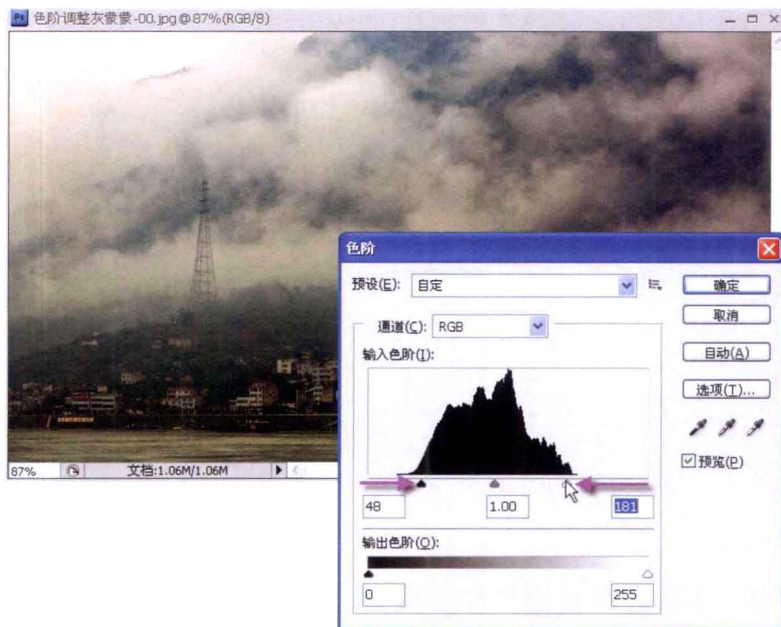 Ps 色阶调整灰蒙蒙-00.jpg @ 87%(RGB/8)
色阶
预设(E): 自定
确定
通道(C): RGB
取消
输入色阶(I):
自动(A)
选项(T)...
87% 文档:1.06M/1.06M
预览(P)
48 1.00 181
输出色阶(O):
0 255